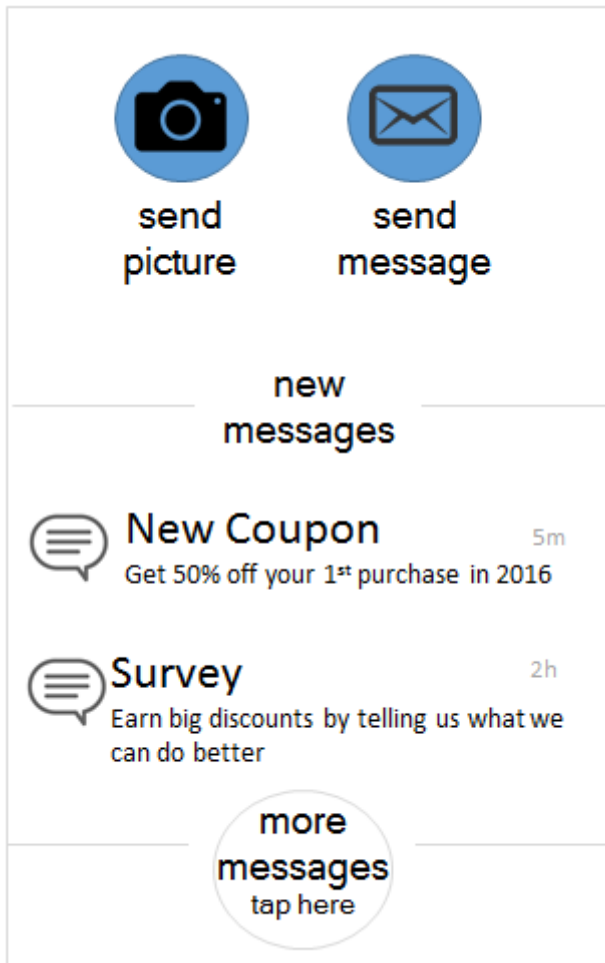 send send
picture message
new
messages
New Coupon 5m
Get 50% off your 1st purchase in 2016
Survey 2h
Earn big discounts by telling us what we
can do better
more
messages
tap here